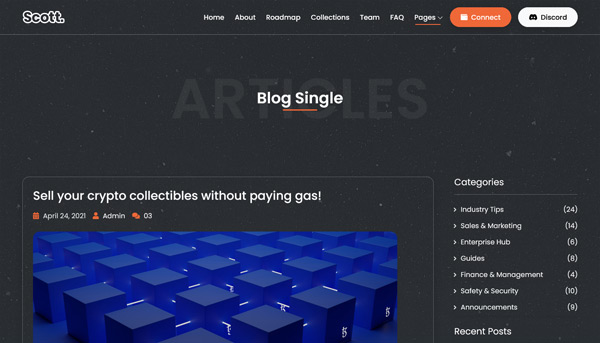 Scott.
Home About Roadmap Collections Team FAQ Pages Connect Discord
ARTICLES
Blog Single
Sell your crypto collectibles without paying gas!
April 24, 2021 Admin 03
Categories
Industry Tips (24)
Sales & Marketing (14)
Enterprise Hub (6)
Guides (8)
Finance & Management (4)
Safety & Security (10)
Announcements (9)
Recent Posts